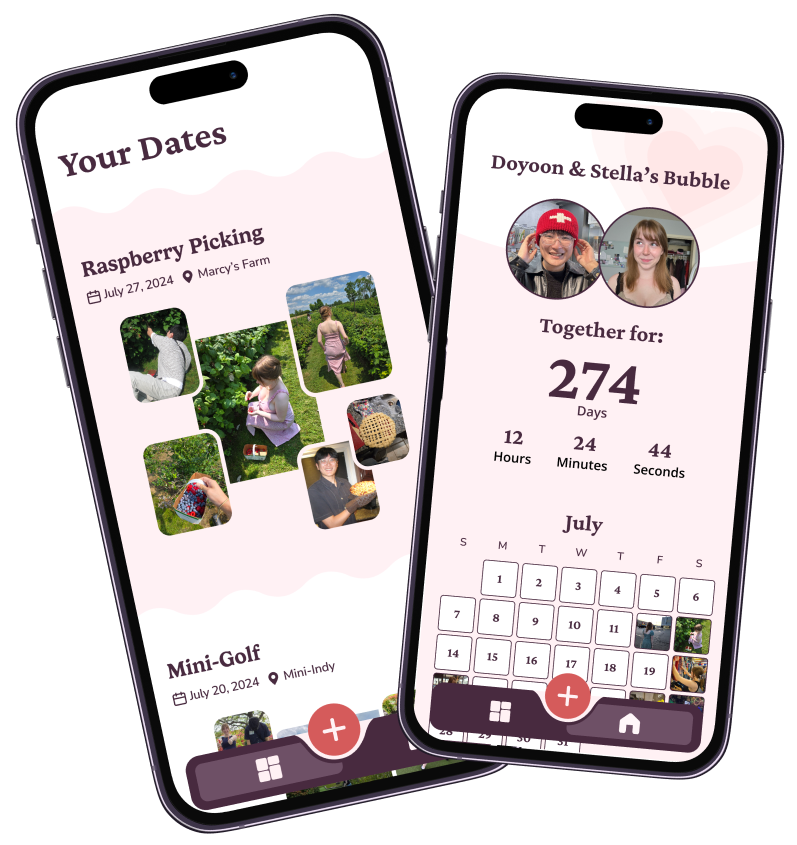 Your Dates
Raspberry Picking
July 27, 2024 Marcy's Farm
Mini-Golf
July 20, 2024 Mini-Indy
Doyoon & Stella's Bubble
Together for:
274
Days
12 24 44
Hours Minutes Seconds
July
S M T W T F S
1 2 3 4 5 6
7 8 9 10 11
14 15 16 17 18 19
28 29 30 31